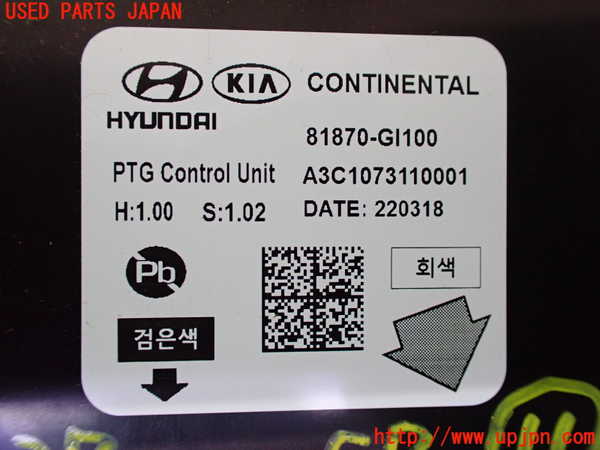 USED PARTS JAPAN
HYUNDAI KIA CONTINENTAL
81870-GI100
PTG Control Unit A3C1073110001
H:1.00 S:1.02 DATE: 220318
Pb
회색
검은색
http://www.upjpn.com/